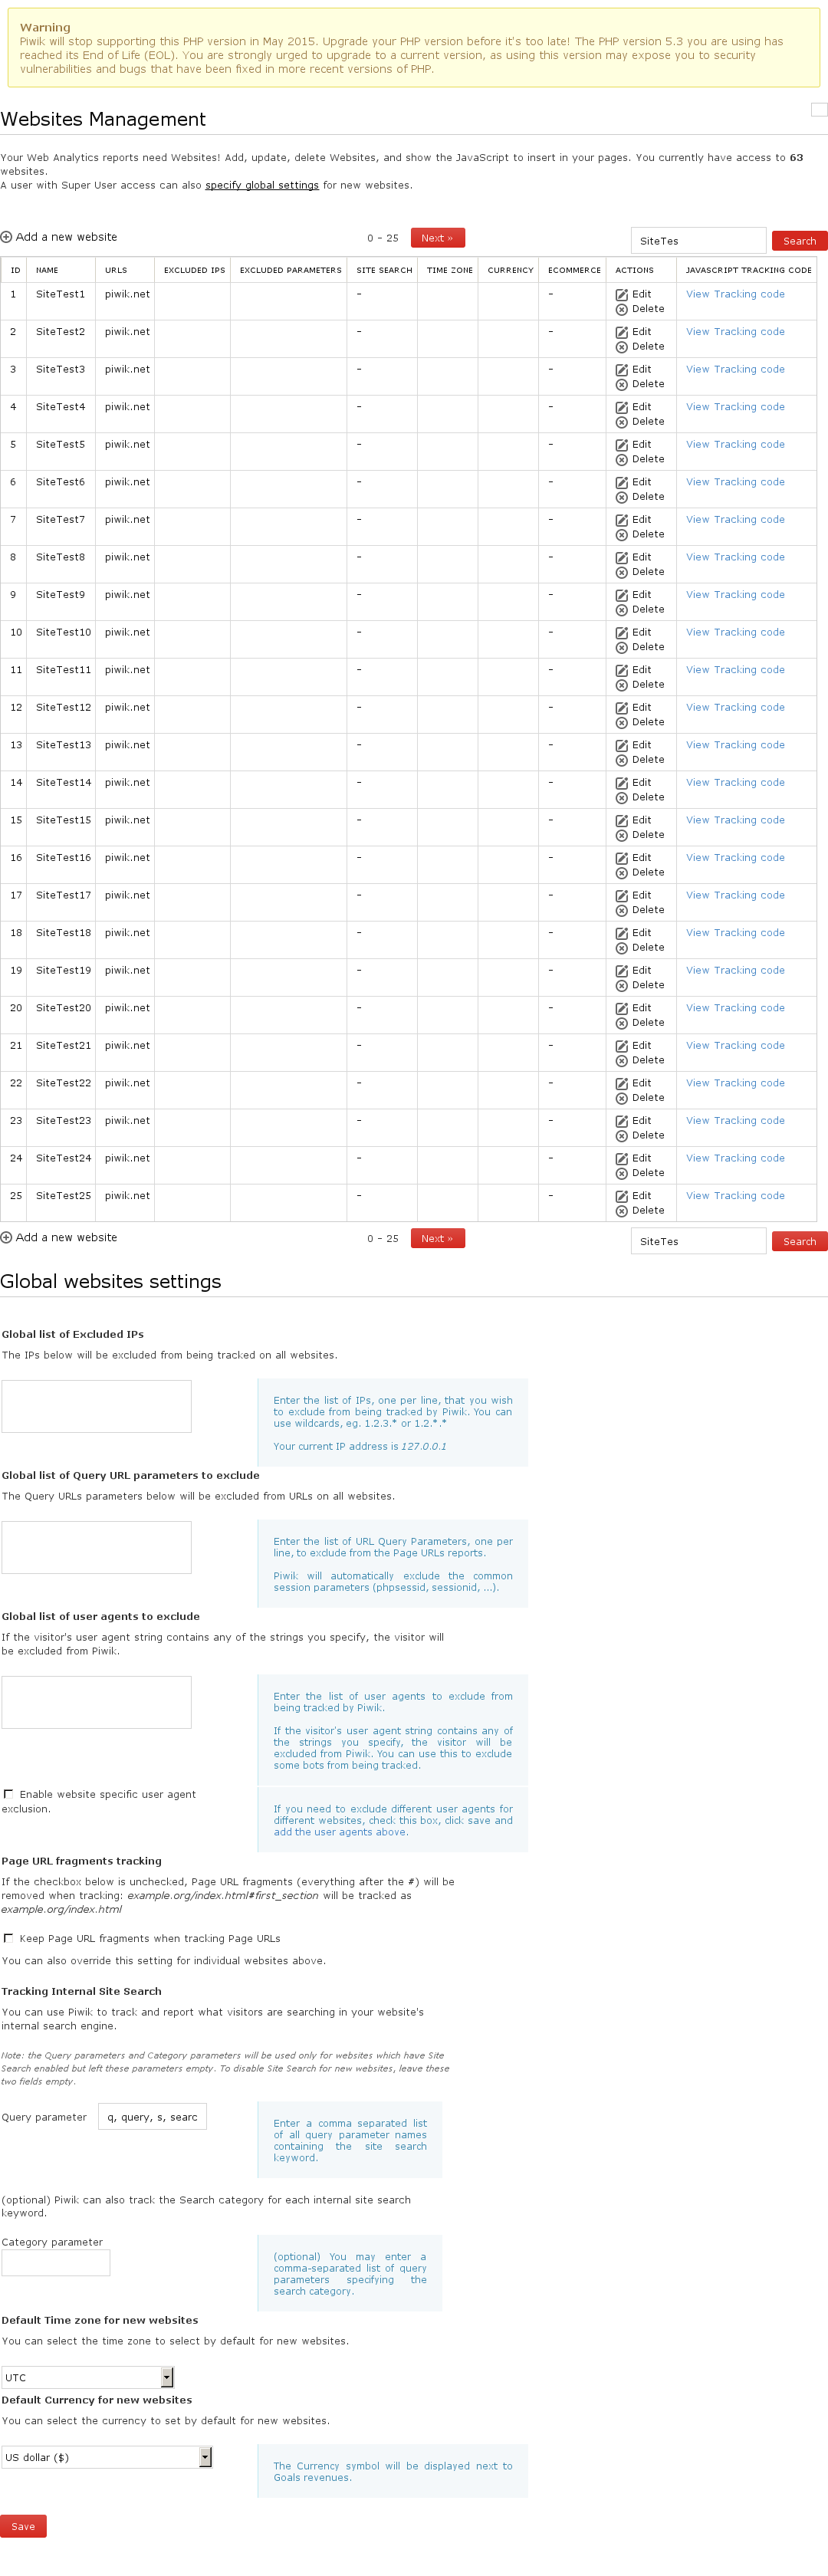 Warning
Piwik will stop supporting this PHP version in May 2015. Upgrade your PHP version before it's too late! The PHP version 5.3 you are using has
reached its End of Life (EOL). You are strongly urged to upgrade to a current version, as using this version may expose you to security
vulnerabilities and bugs that have been fixed in more recent versions of PHP.
Websites Management
Your Web Analytics reports need Websites! Add, update, delete Websites, and show the JavaScript to insert in your pages. You currently have access to 63
websites.
A user with Super User access can also specify global settings for new websites.
Add a new website 0 – 25 Next » SiteTes Search
ID NAME URLS EXCLUDED IPS EXCLUDED PARAMETERS SITE SEARCH TIME ZONE CURRENCY ECOMMERCE ACTIONS JAVASCRIPT TRACKING CODE
1 SiteTest1 piwik.net - - Edit View Tracking code
Delete
2 SiteTest2 piwik.net - - Edit View Tracking code
Delete
3 SiteTest3 piwik.net - - Edit View Tracking code
Delete
4 SiteTest4 piwik.net - - Edit View Tracking code
Delete
5 SiteTest5 piwik.net - - Edit View Tracking code
Delete
6 SiteTest6 piwik.net - - Edit View Tracking code
Delete
7 SiteTest7 piwik.net - - Edit View Tracking code
Delete
8 SiteTest8 piwik.net - - Edit View Tracking code
Delete
9 SiteTest9 piwik.net - - Edit View Tracking code
Delete
10 SiteTest10 piwik.net - - Edit View Tracking code
Delete
11 SiteTest11 piwik.net - - Edit View Tracking code
Delete
12 SiteTest12 piwik.net - - Edit View Tracking code
Delete
13 SiteTest13 piwik.net - - Edit View Tracking code
Delete
14 SiteTest14 piwik.net - - Edit View Tracking code
Delete
15 SiteTest15 piwik.net - - Edit View Tracking code
Delete
16 SiteTest16 piwik.net - - Edit View Tracking code
Delete
17 SiteTest17 piwik.net - - Edit View Tracking code
Delete
18 SiteTest18 piwik.net - - Edit View Tracking code
Delete
19 SiteTest19 piwik.net - - Edit View Tracking code
Delete
20 SiteTest20 piwik.net - - Edit View Tracking code
Delete
21 SiteTest21 piwik.net - - Edit View Tracking code
Delete
22 SiteTest22 piwik.net - - Edit View Tracking code
Delete
23 SiteTest23 piwik.net - - Edit View Tracking code
Delete
24 SiteTest24 piwik.net - - Edit View Tracking code
Delete
25 SiteTest25 piwik.net - - Edit View Tracking code
Delete
Add a new website 0 – 25 Next » SiteTes Search
Global websites settings
Global list of Excluded IPs
The IPs below will be excluded from being tracked on all websites.
Enter the list of IPs, one per line, that you wish
to exclude from being tracked by Piwik. You can
use wildcards, eg. 1.2.3.* or 1.2.*.*
Your current IP address is 127.0.0.1
Global list of Query URL parameters to exclude
The Query URLs parameters below will be excluded from URLs on all websites.
Enter the list of URL Query Parameters, one per
line, to exclude from the Page URLs reports.
Piwik will automatically exclude the common
session parameters (phpsessid, sessionid, ...).
Global list of user agents to exclude
If the visitor's user agent string contains any of the strings you specify, the visitor will
be excluded from Piwik.
Enter the list of user agents to exclude from
being tracked by Piwik.
If the visitor's user agent string contains any of
the strings you specify, the visitor will be
excluded from Piwik. You can use this to exclude
some bots from being tracked.
Enable website specific user agent
exclusion.
If you need to exclude different user agents for
different websites, check this box, click save and
add the user agents above.
Page URL fragments tracking
If the checkbox below is unchecked, Page URL fragments (everything after the #) will be
removed when tracking: example.org/index.html#first_section will be tracked as
example.org/index.html
Keep Page URL fragments when tracking Page URLs
You can also override this setting for individual websites above.
Tracking Internal Site Search
You can use Piwik to track and report what visitors are searching in your website's
internal search engine.
Note: the Query parameters and Category parameters will be used only for websites which have Site
Search enabled but left these parameters empty. To disable Site Search for new websites, leave these
two fields empty.
Query parameter q, query, s, searc
Enter a comma separated list
of all query parameter names
containing the site search
keyword.
(optional) Piwik can also track the Search category for each internal site search
keyword.
Category parameter
(optional) You may enter a
comma-separated list of query
parameters specifying the
search category.
Default Time zone for new websites
You can select the time zone to select by default for new websites.
UTC
Default Currency for new websites
You can select the currency to set by default for new websites.
US dollar ($)
The Currency symbol will be displayed next to
Goals revenues.
Save